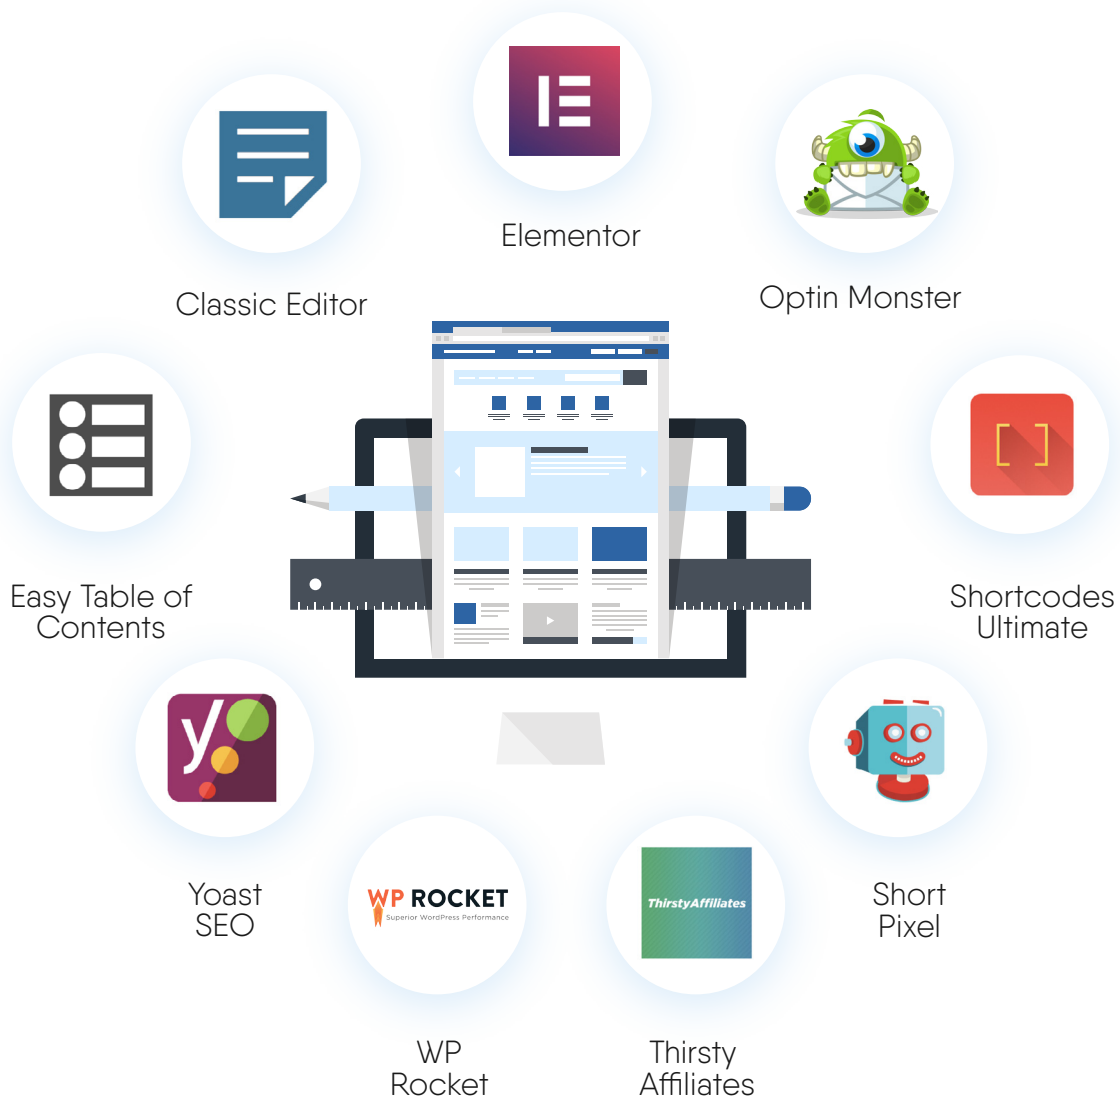 Elementor
Classic Editor
Optin Monster
Easy Table of
Contents
Shortcodes
Ultimate
Yoast
SEO
WP ROCKET
Superior WordPress Performance
WP
Rocket
ThirstyAffiliates
Thirsty
Affiliates
Short
Pixel